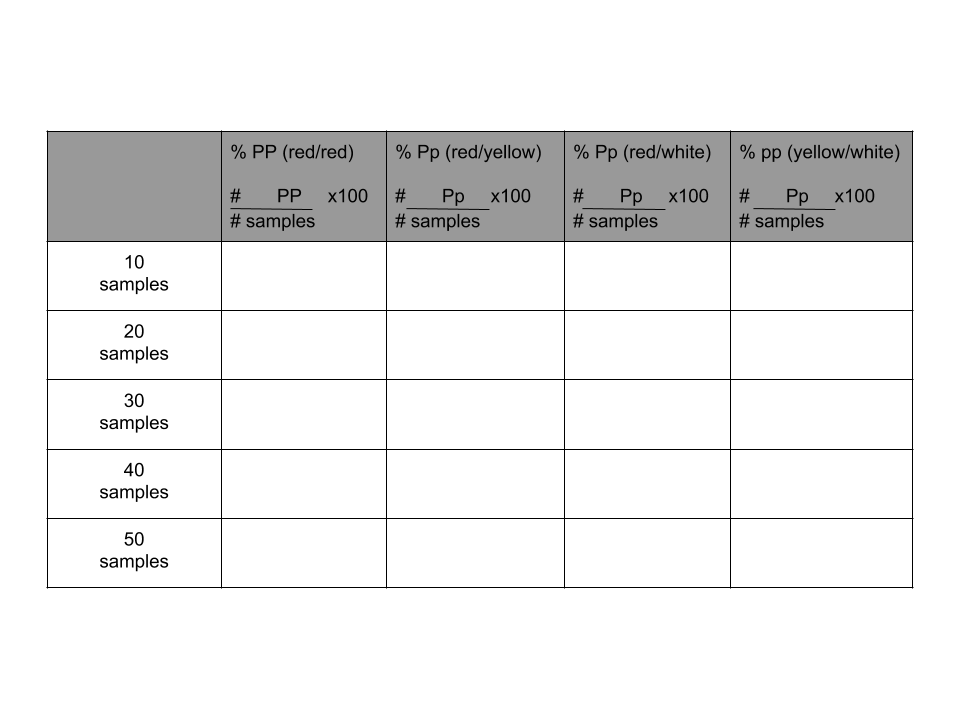 % PP (red/red)
# PP x100
# samples
% Pp (red/yellow)
# Pp x100
# samples
% Pp (red/white)
# Pp x100
# samples
% pp (yellow/white)
# Pp x100
# samples
10
samples
20
samples
30
samples
40
samples
50
samples